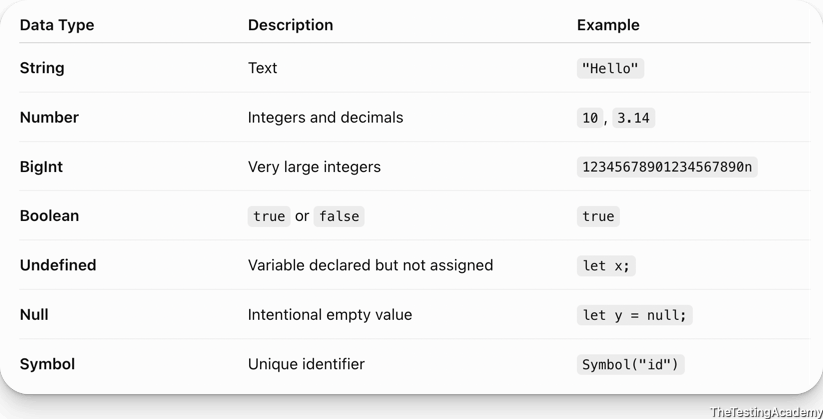 Data Type Description Example
String Text "Hello"
Number Integers and decimals 10, 3.14
BigInt Very large integers 12345678901234567890n
Boolean true or false true
Undefined Variable declared but not assigned let x;
Null Intentional empty value let y = null;
Symbol Unique identifier Symbol("id")
TheTestingAcademy